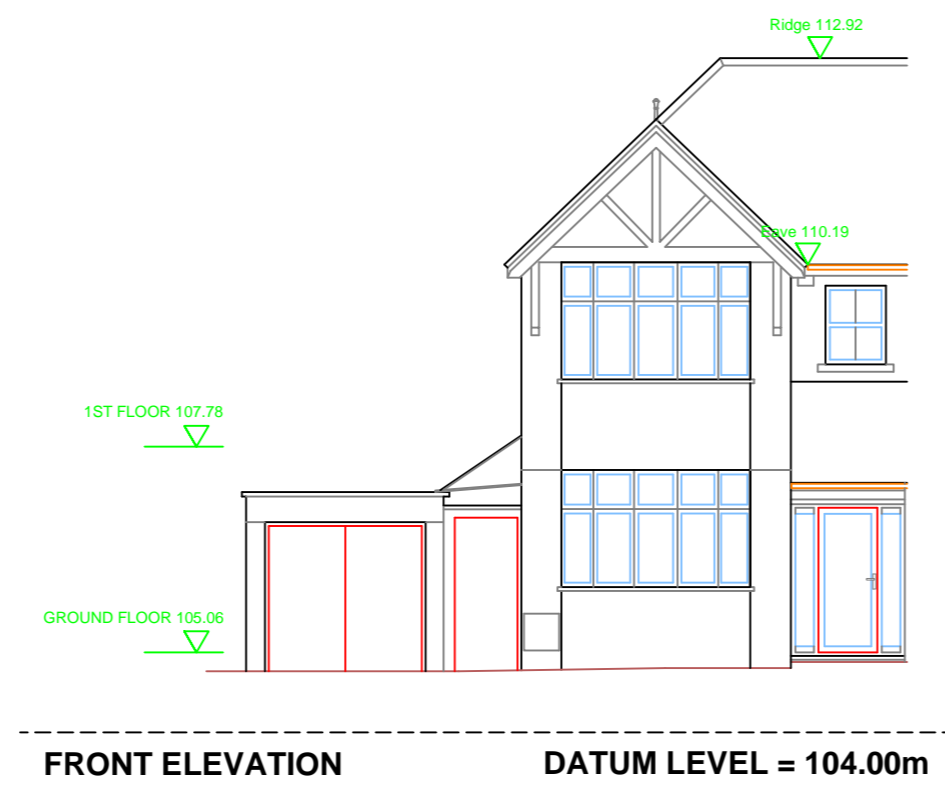 Ridge 112.92
Eave 110.19
1ST FLOOR 107.78
GROUND FLOOR 105.06
FRONT ELEVATION
DATUM LEVEL = 104.00m